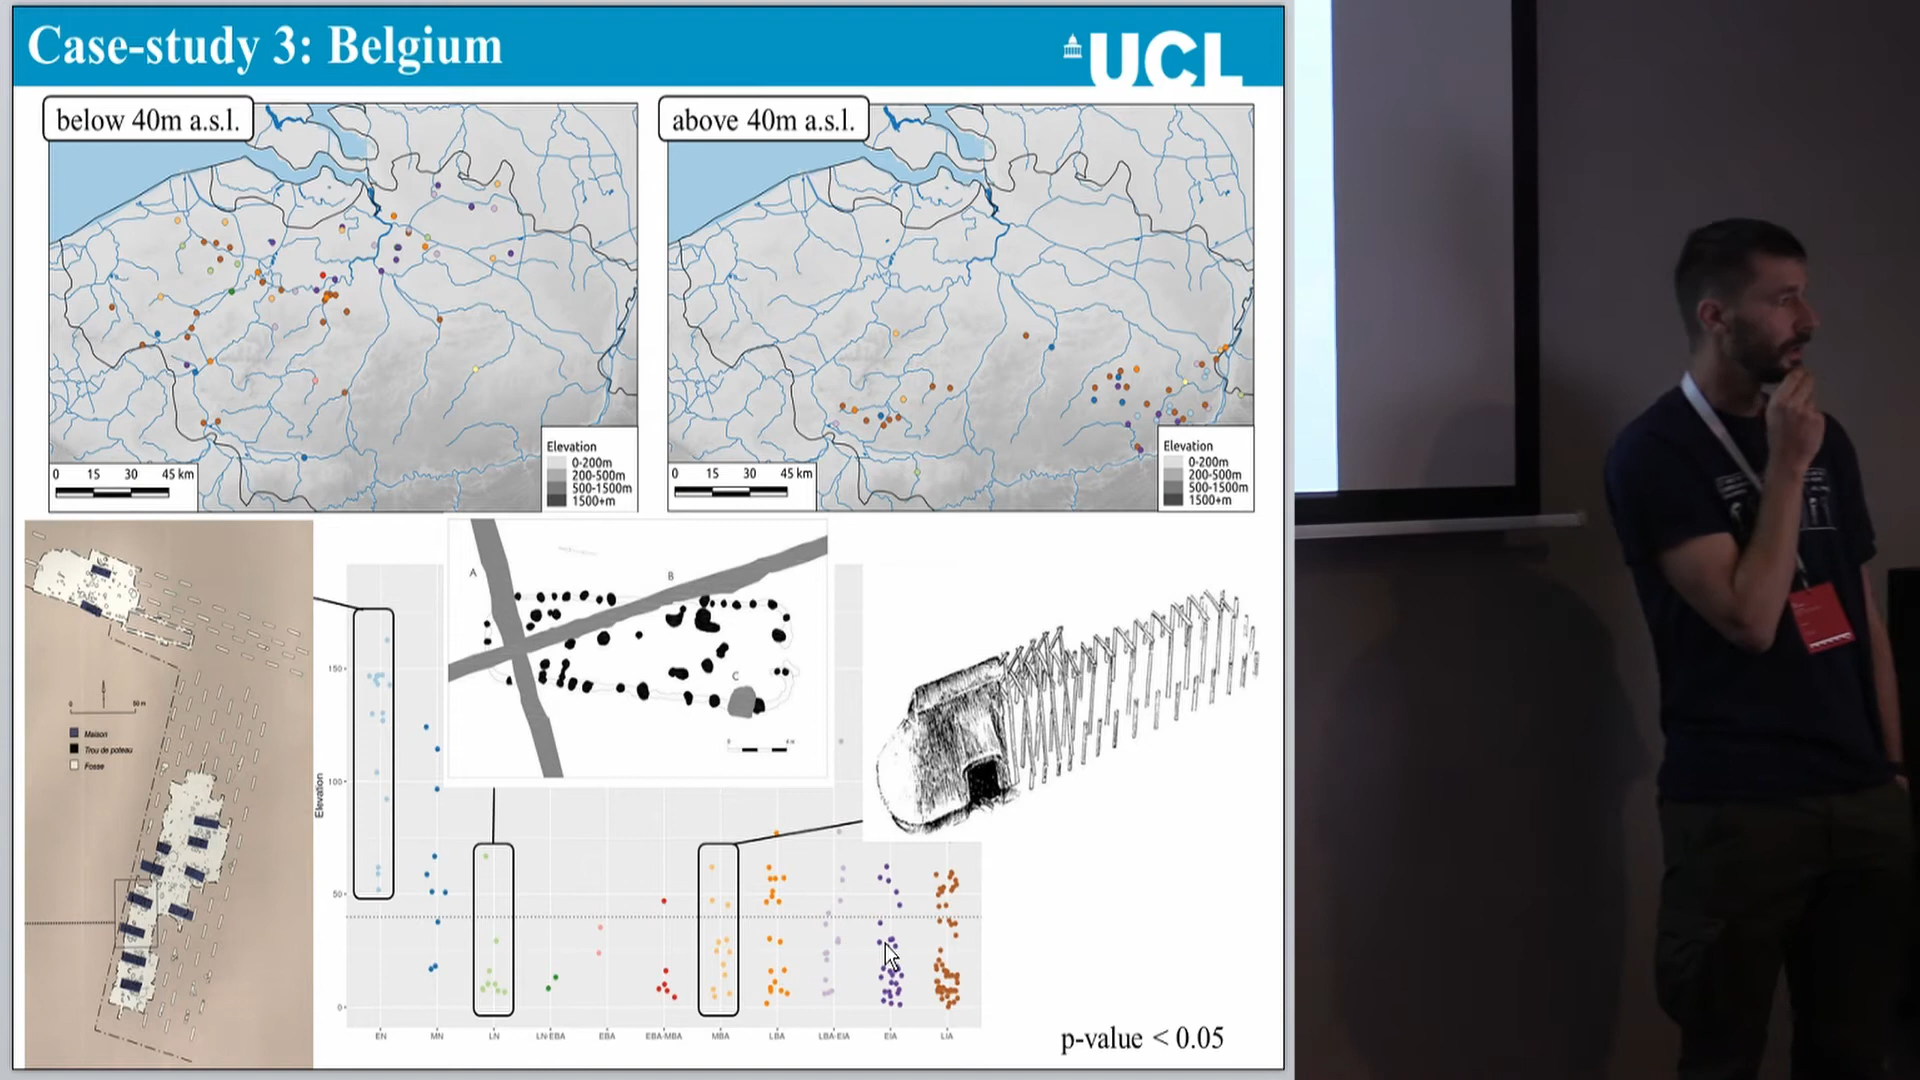 Case-study 3: Belgium
UCL
below 40m a.s.l.
above 40m a.s.l.
Elevation
0-200m
200-500m
500-1500m
1500+m
0 15 30 45 km
Elevation
0-200m
200-500m
500-1500m
1500+m
0 15 30 45 km
0 50 m
Maison
Trou de poteau
Fosse
A
B
C
Elevation
150
100
50
0
EN MN LN LN-EBA EBA EBA-MBA MBA LBA LBA-EIA EIA LIA
p-value < 0.05